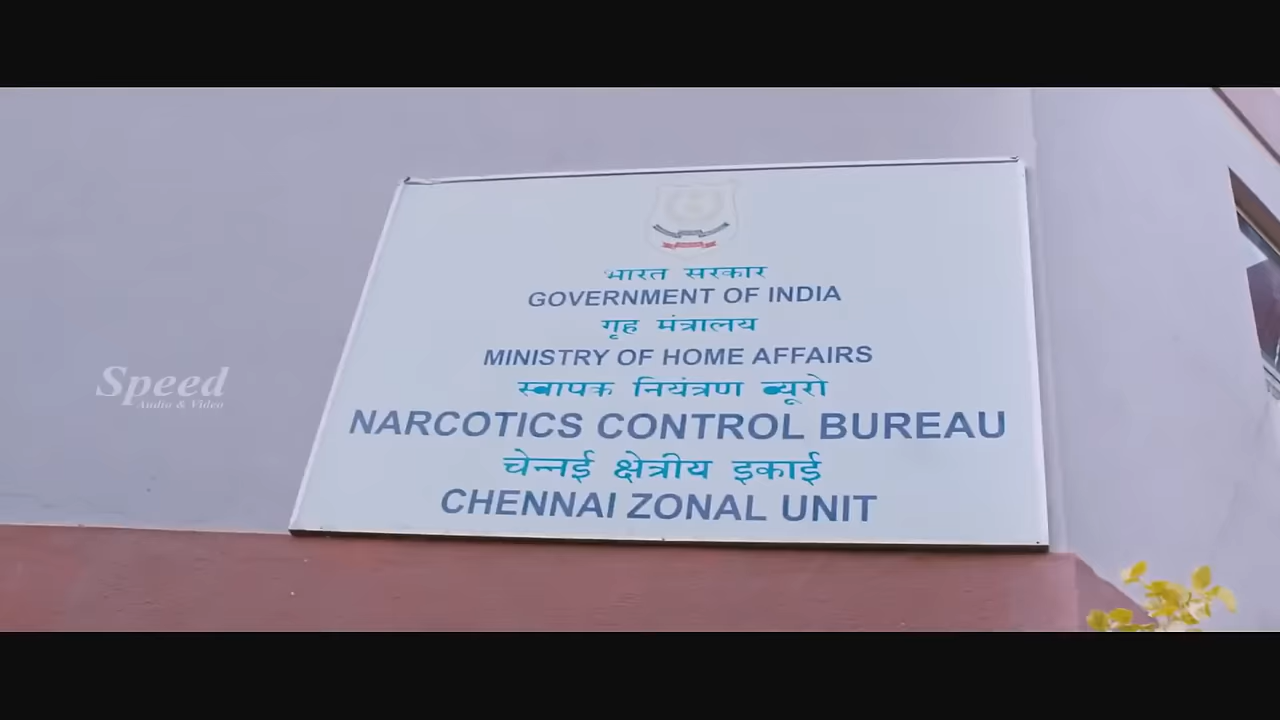 भारत सरकार
GOVERNMENT OF INDIA
गृह मंत्रालय
MINISTRY OF HOME AFFAIRS
स्वापक नियंत्रण ब्यूरो
NARCOTICS CONTROL BUREAU
चेन्नई क्षेत्रीय इकाई
CHENNAI ZONAL UNIT
Speed
Audio & Video